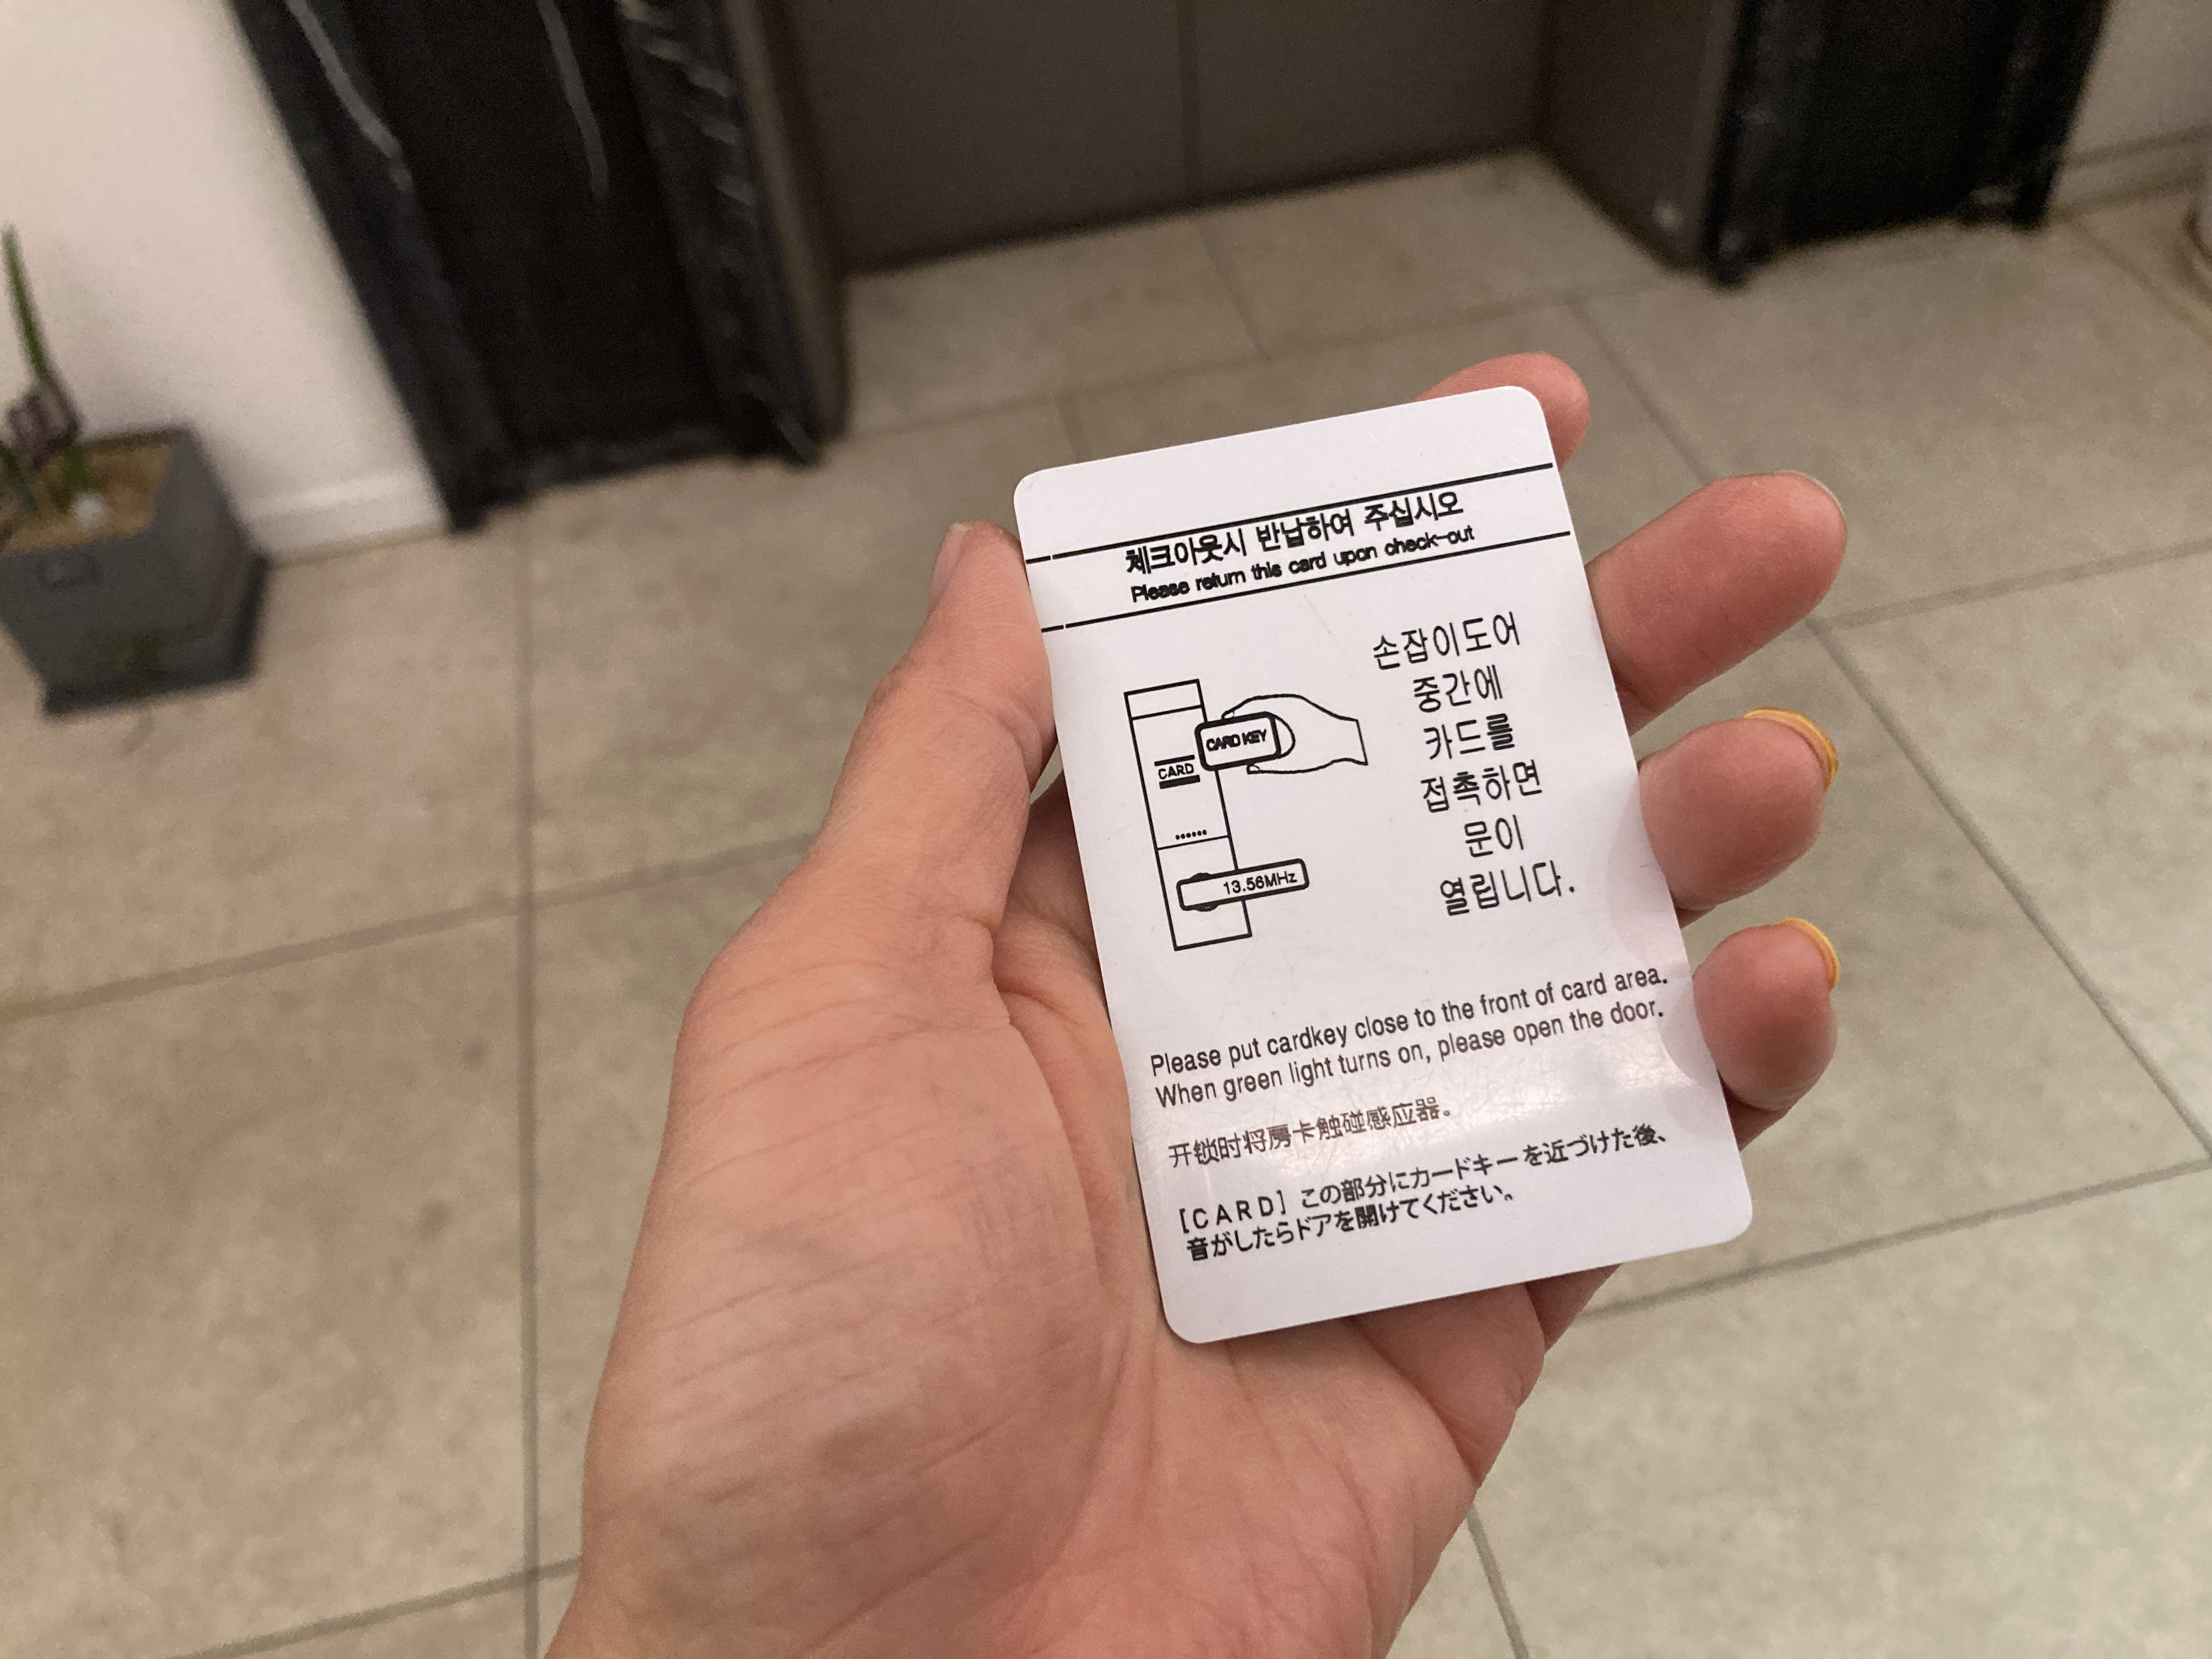 체크아웃시 반납하여 주십시오
Please return this card upon check-out
손잡이도어
중간에
카드를
접촉하면
문이
열립니다.
CARD KEY
CARD
13.56MHz
Please put cardkey close to the front of card area.
When green light turns on, please open the door.
开锁时将房卡触碰感应器。
[CARD] この部分にカードキーを近づけた後、
音がしたらドアを開けてください。